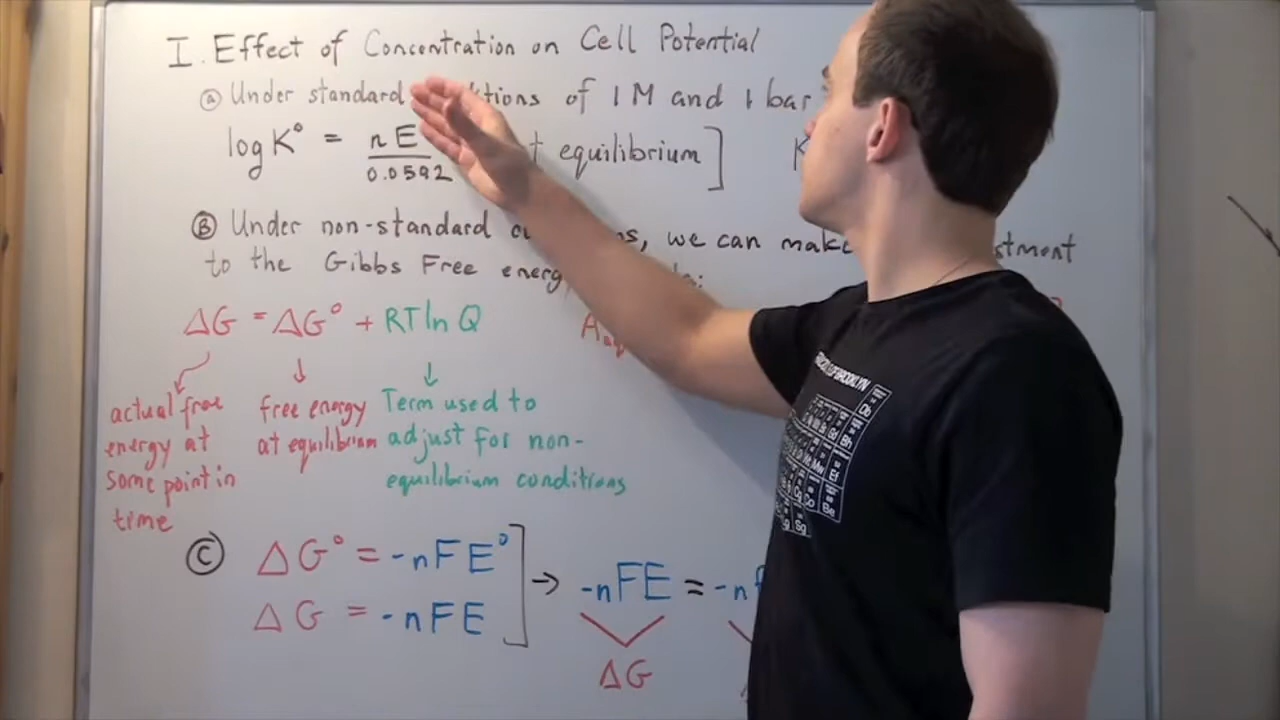 I. Effect of Concentration on Cell Potential
Ⓐ Under standard ctions of 1 M and 1 bar
log K° = nE / 0.0592 t equilibrium] K
Ⓑ Under non-standard c s, we can make stment
to the Gibbs Free energy
ΔG = ΔG° + RT ln Q
actual free
energy at
some point in
time
free energy
at equilibrium
Term used to
adjust for non-
equilibrium conditions
Ⓒ ΔG° = -nFE°
ΔG = -nFE
→ -nFE = -n
ΔG